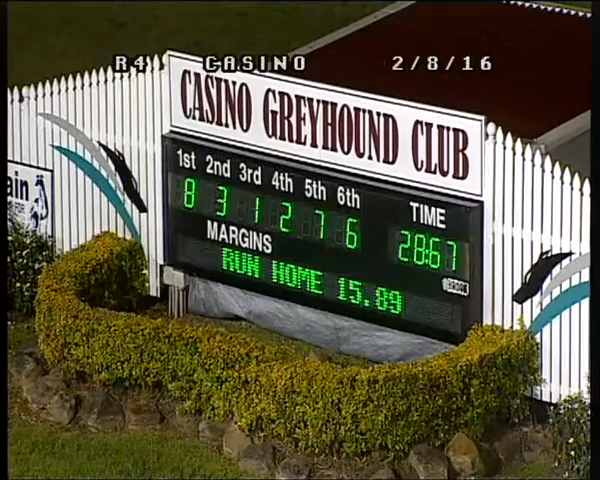 R4 CASINO 2/8/16
CASINO GREYHOUND CLUB
1st 2nd 3rd 4th 5th 6th TIME
8 3 1 2 7 6 28:67
MARGINS
RUN HOME 15.89